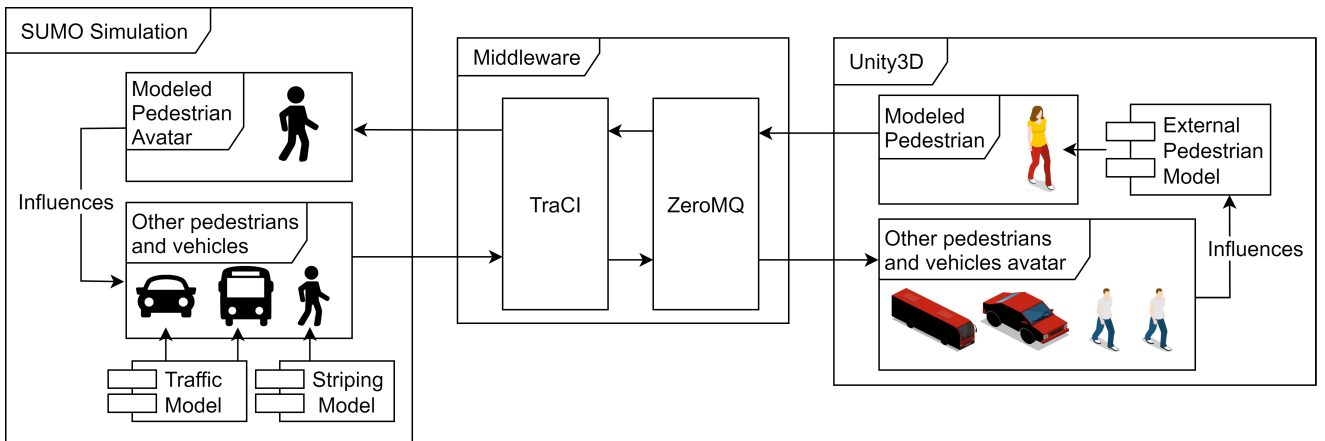 SUMO Simulation
Modeled
Pedestrian
Avatar
Influences
Other pedestrians
and vehicles
Traffic
Model
Striping
Model
Middleware
TraCI
ZeroMQ
Unity3D
Modeled
Pedestrian
External
Pedestrian
Model
Other pedestrians
and vehicles avatar
Influences